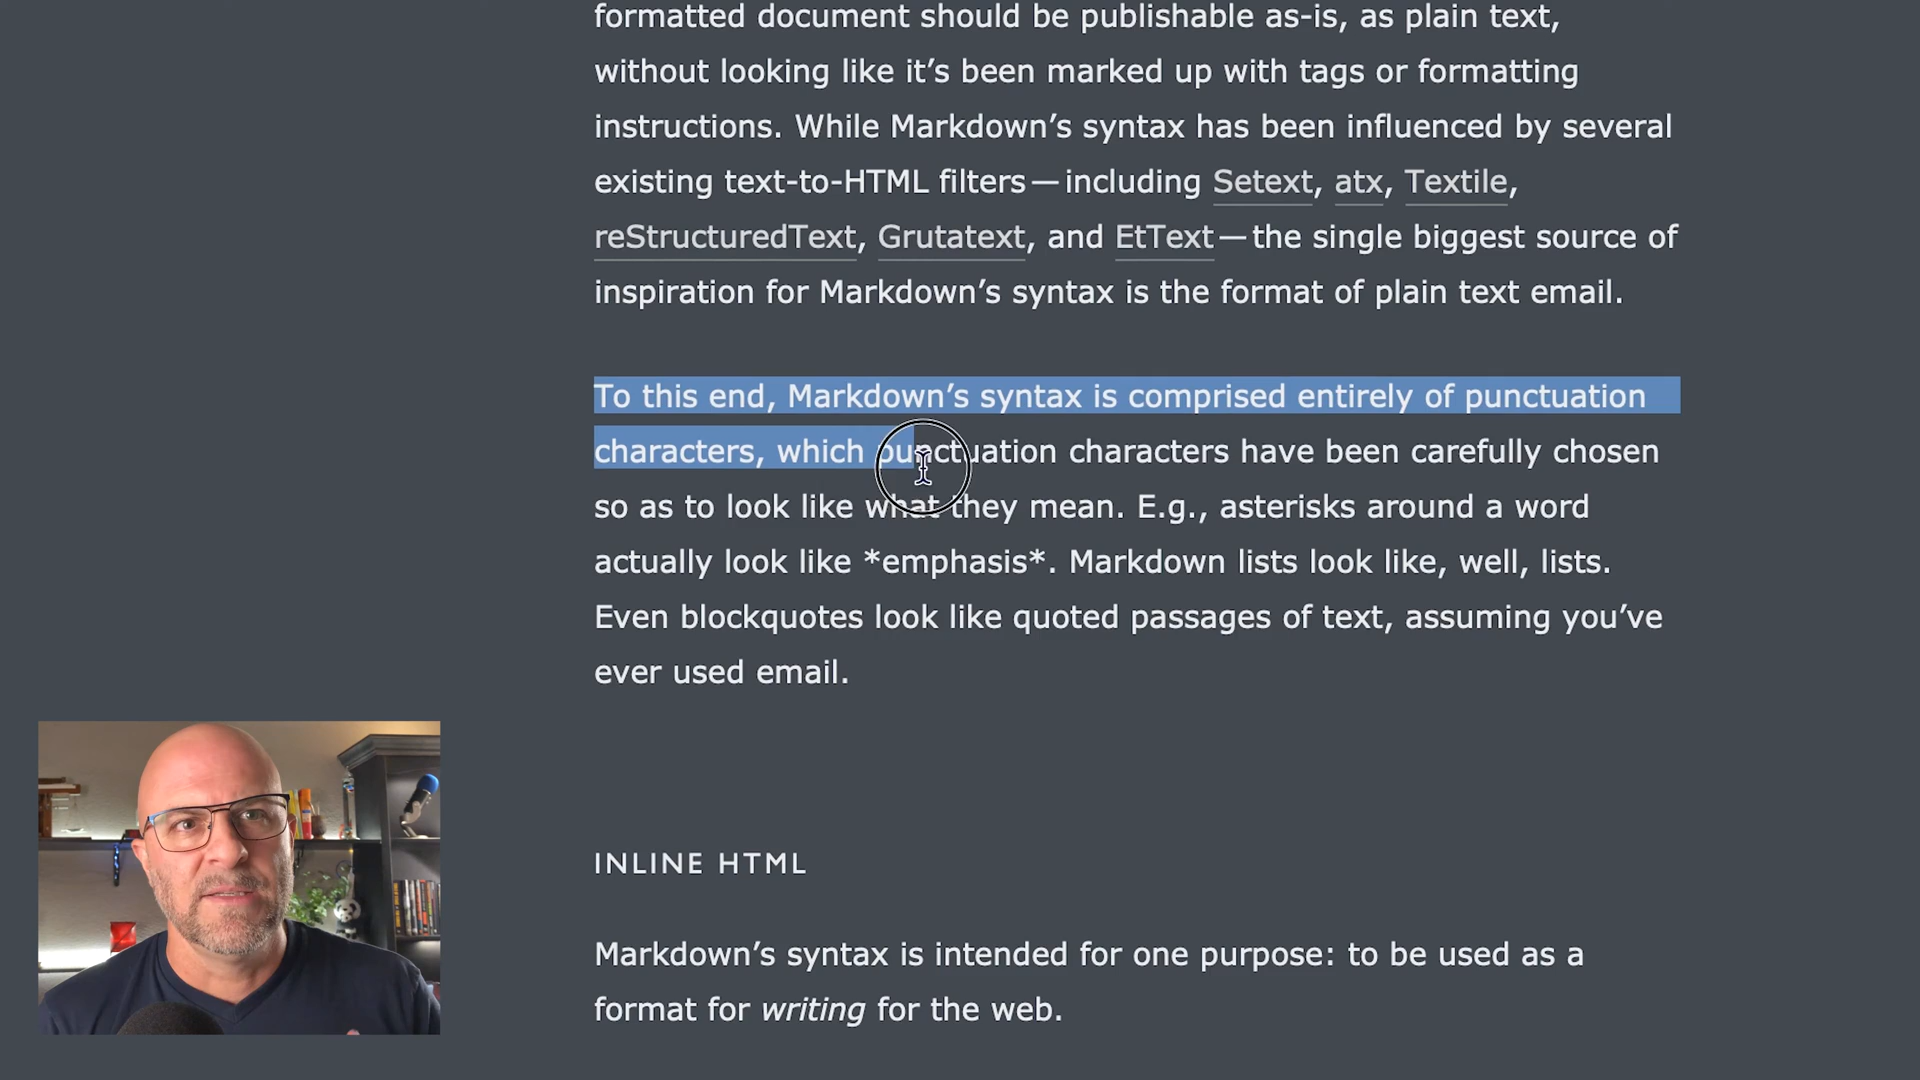 formatted document should be publishable as-is, as plain text,
without looking like it’s been marked up with tags or formatting
instructions. While Markdown’s syntax has been influenced by several
existing text-to-HTML filters — including Setext, atx, Textile,
reStructuredText, Grutatext, and EtText — the single biggest source of
inspiration for Markdown’s syntax is the format of plain text email.
To this end, Markdown’s syntax is comprised entirely of punctuation
characters, which punctuation characters have been carefully chosen
so as to look like what they mean. E.g., asterisks around a word
actually look like *emphasis*. Markdown lists look like, well, lists.
Even blockquotes look like quoted passages of text, assuming you’ve
ever used email.
INLINE HTML
Markdown’s syntax is intended for one purpose: to be used as a
format for writing for the web.